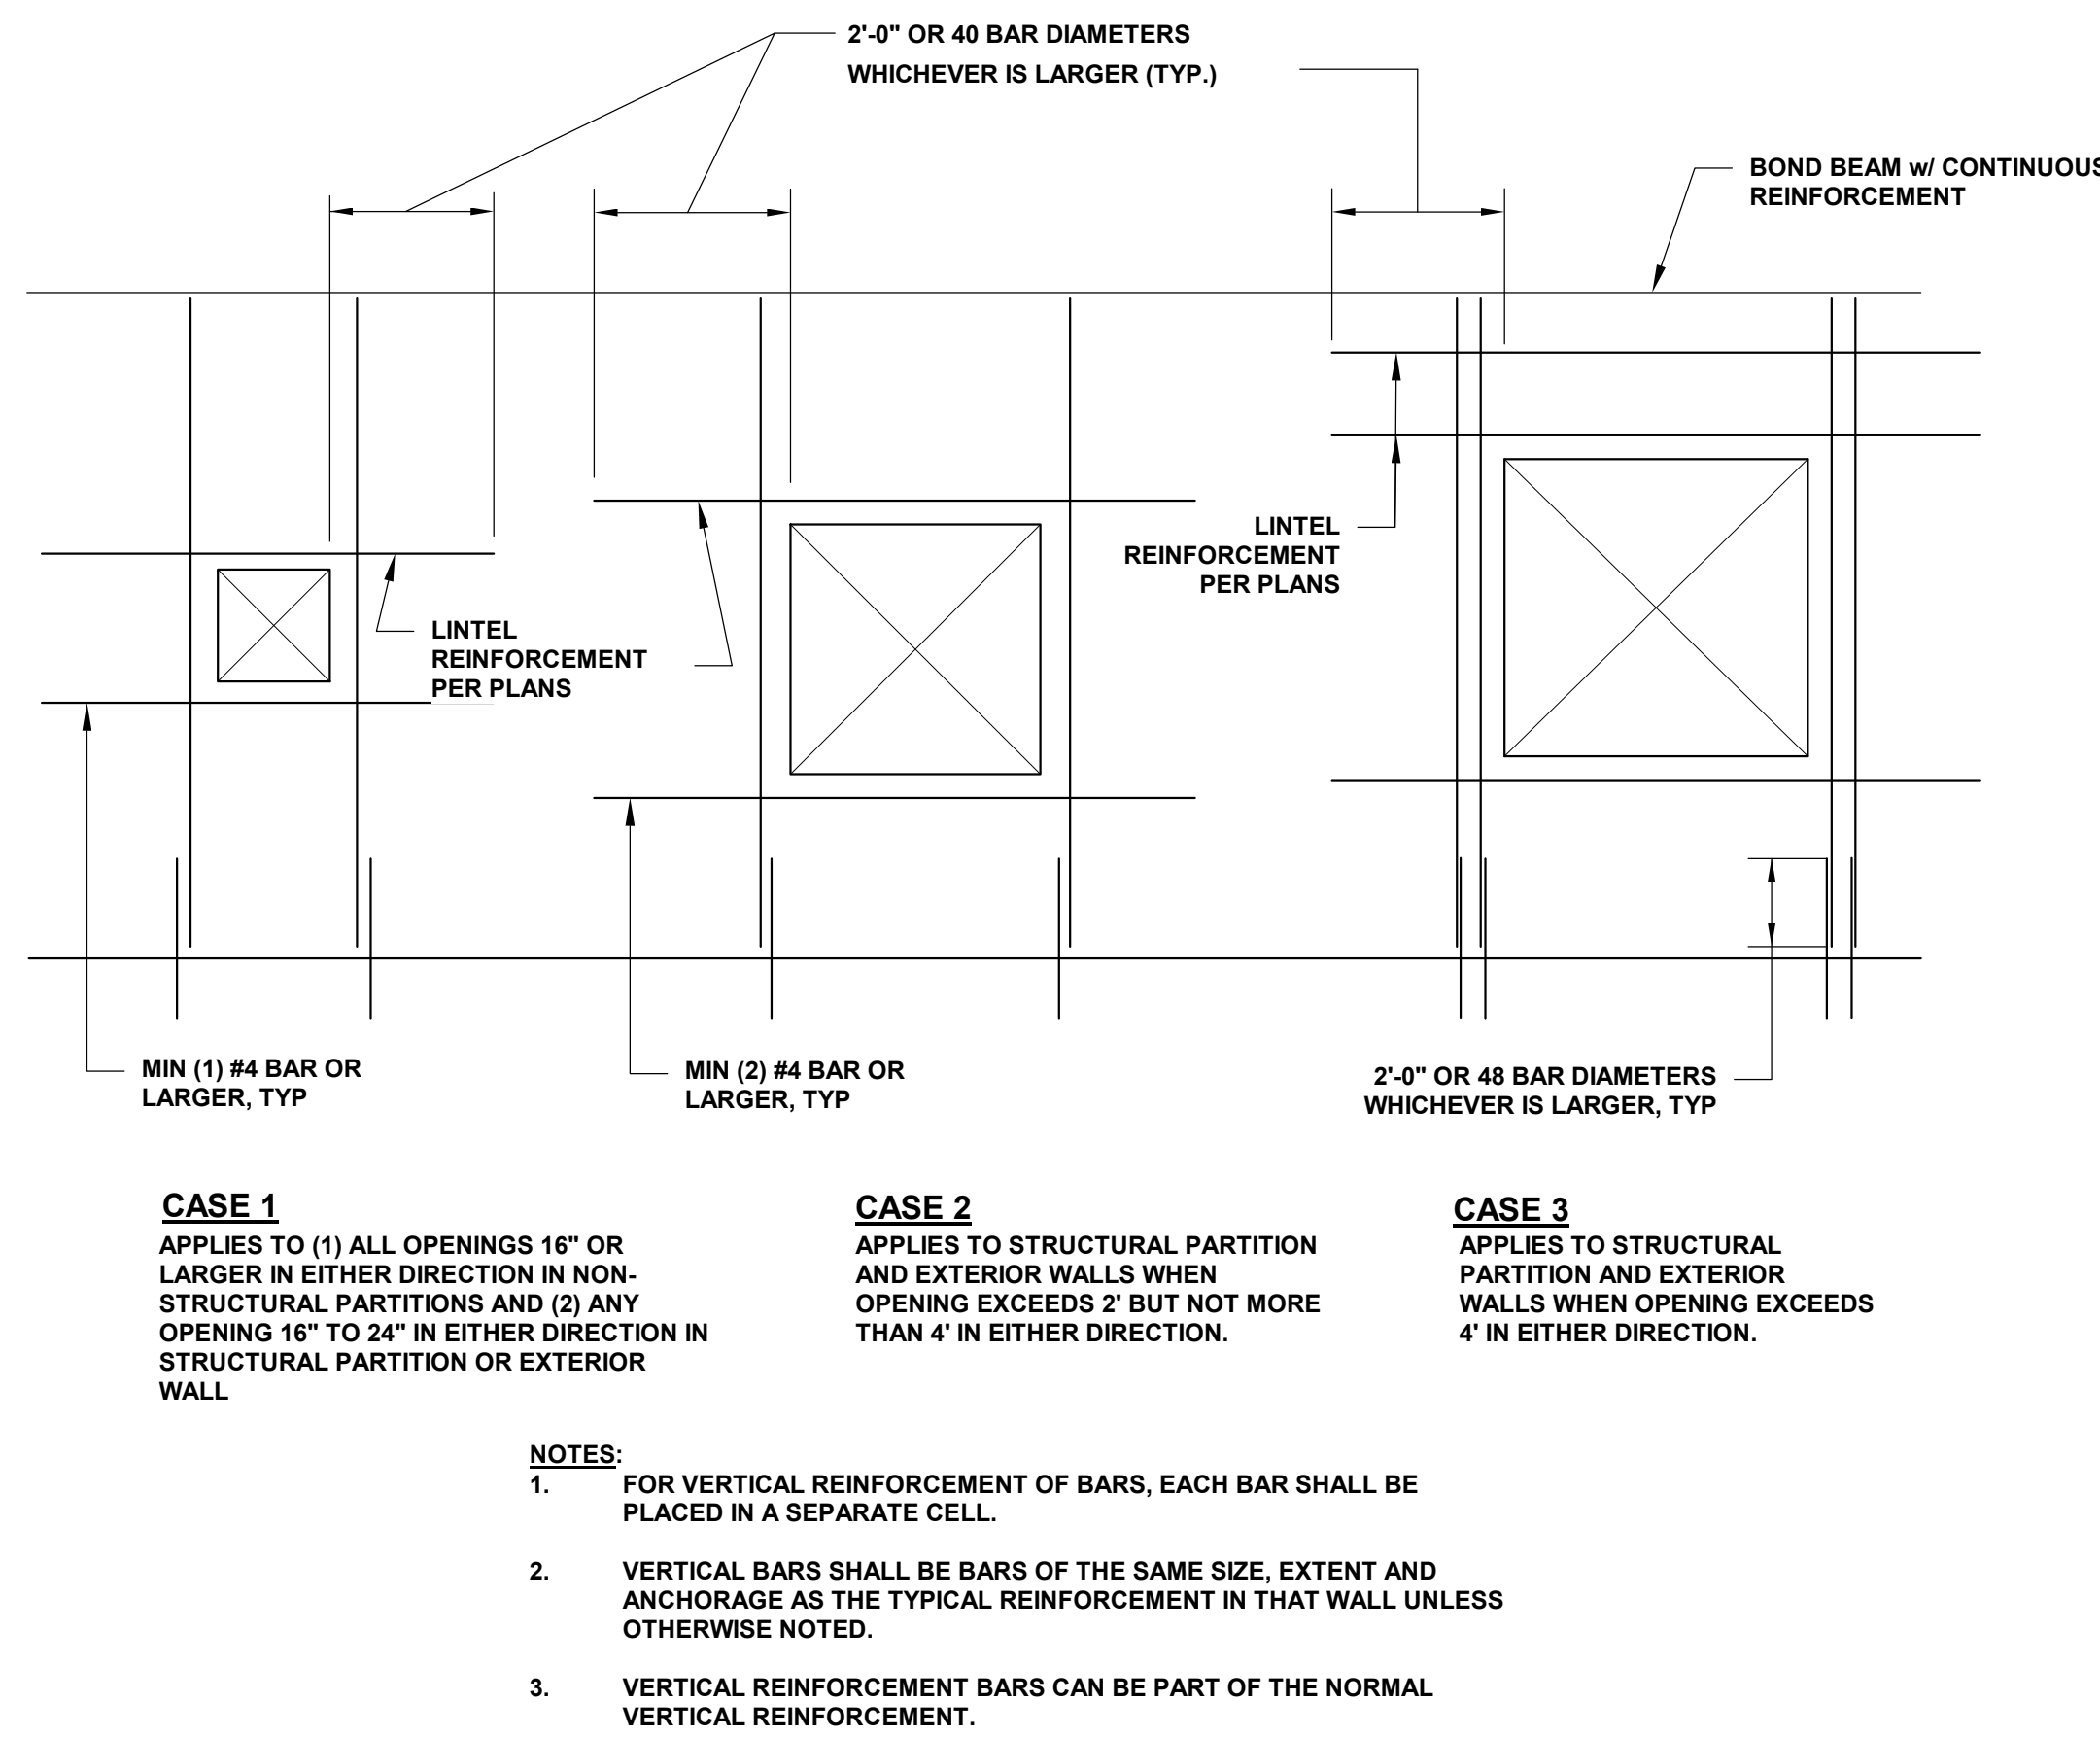 2'-0" OR 40 BAR DIAMETERS
WHICHEVER IS LARGER (TYP.)
BOND BEAM w/ CONTINUOUS
REINFORCEMENT
LINTEL
REINFORCEMENT
PER PLANS
LINTEL
REINFORCEMENT
PER PLANS
MIN (1) #4 BAR OR
LARGER, TYP
MIN (2) #4 BAR OR
LARGER, TYP
2'-0" OR 48 BAR DIAMETERS
WHICHEVER IS LARGER, TYP
CASE 1
APPLIES TO (1) ALL OPENINGS 16" OR
LARGER IN EITHER DIRECTION IN NON-
STRUCTURAL PARTITIONS AND (2) ANY
OPENING 16" TO 24" IN EITHER DIRECTION IN
STRUCTURAL PARTITION OR EXTERIOR
WALL
CASE 2
APPLIES TO STRUCTURAL PARTITION
AND EXTERIOR WALLS WHEN
OPENING EXCEEDS 2' BUT NOT MORE
THAN 4' IN EITHER DIRECTION.
CASE 3
APPLIES TO STRUCTURAL
PARTITION AND EXTERIOR
WALLS WHEN OPENING EXCEEDS
4' IN EITHER DIRECTION.
NOTES:
1. FOR VERTICAL REINFORCEMENT OF BARS, EACH BAR SHALL BE
PLACED IN A SEPARATE CELL.
2. VERTICAL BARS SHALL BE BARS OF THE SAME SIZE, EXTENT AND
ANCHORAGE AS THE TYPICAL REINFORCEMENT IN THAT WALL UNLESS
OTHERWISE NOTED.
3. VERTICAL REINFORCEMENT BARS CAN BE PART OF THE NORMAL
VERTICAL REINFORCEMENT.